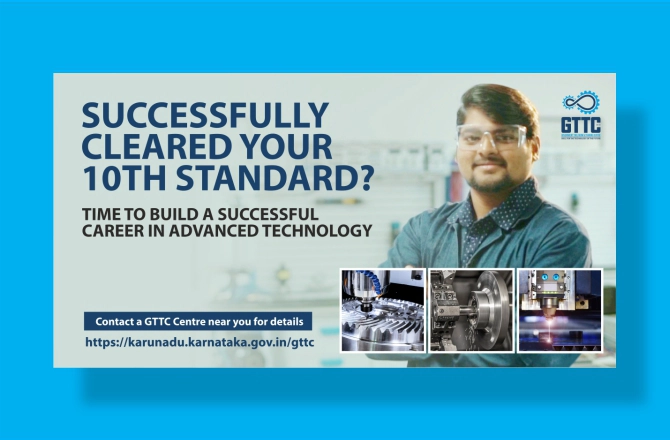 SUCCESSFULLY
CLEARED YOUR
10TH STANDARD?
TIME TO BUILD A SUCCESSFUL
CAREER IN ADVANCED TECHNOLOGY
Contact a GTTC Centre near you for details
https://karunadu.karnataka.gov.in/gttc
GTTC